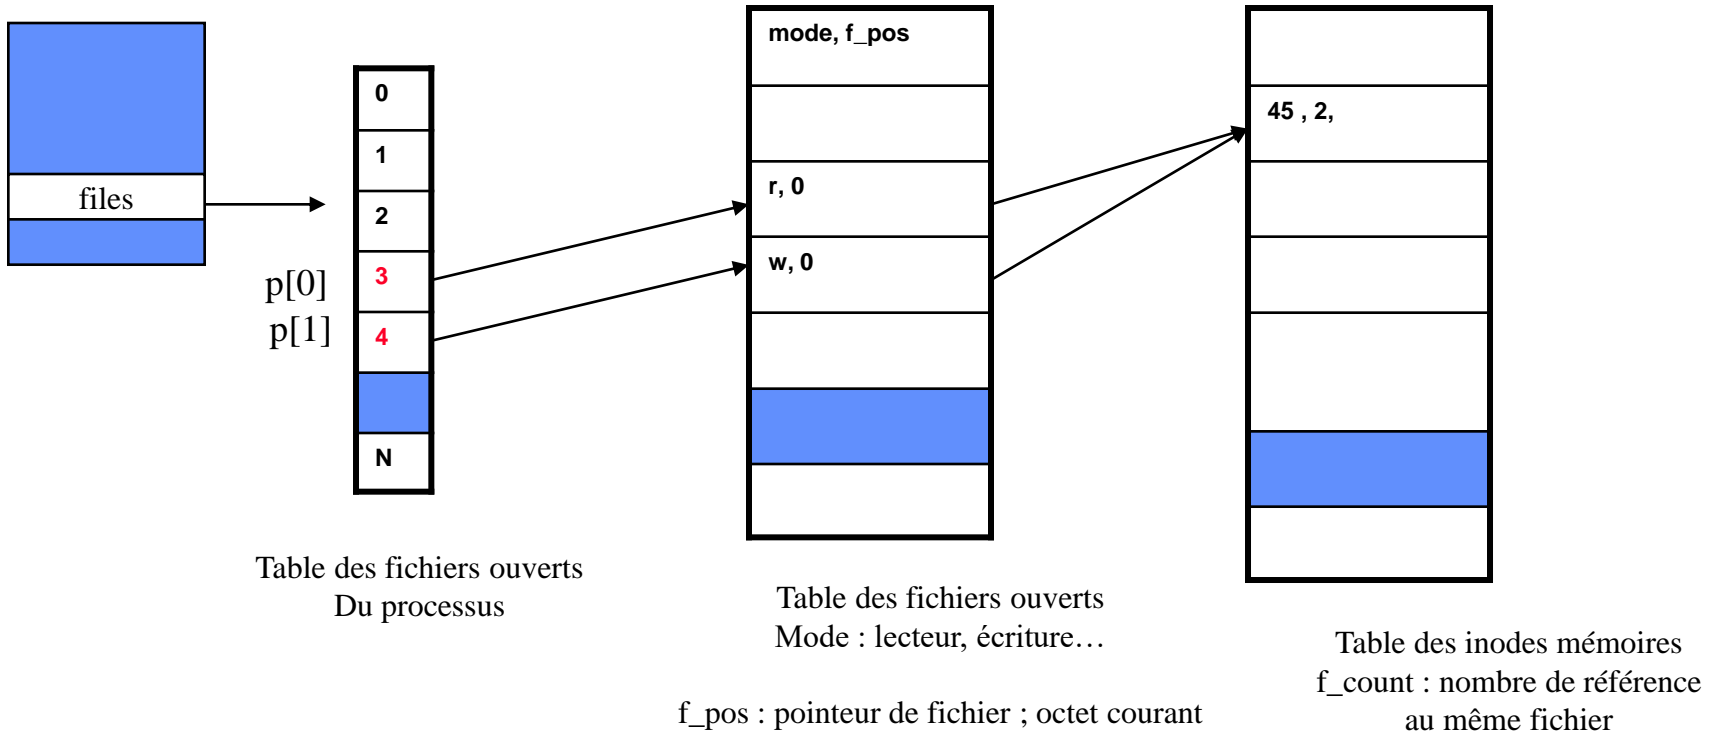 files
0
1
2
p[0]
3
p[1]
4
N
Table des fichiers ouverts
Du processus
mode, f_pos
r, 0
w, 0
Table des fichiers ouverts
Mode : lecteur, écriture…
f_pos : pointeur de fichier ; octet courant
45 , 2,
Table des inodes mémoires
f_count : nombre de référence
au même fichier